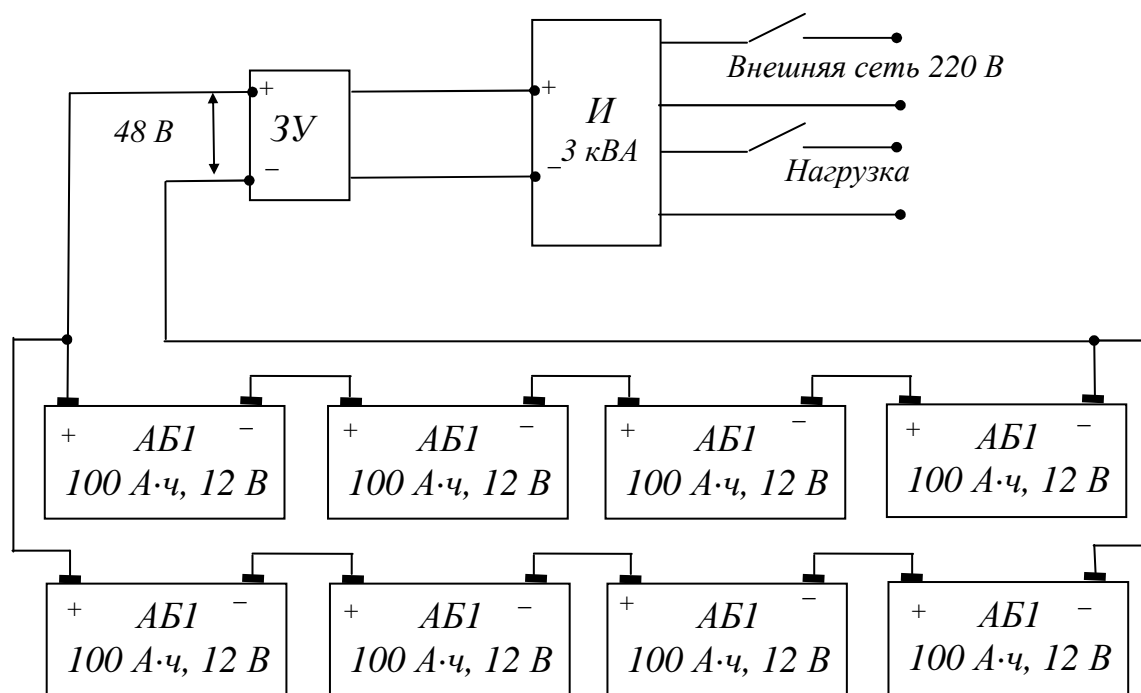 Внешняя сеть 220 В
+
48 В
ЗУ
–
+
И
3 кВА
–
Нагрузка
+ АБ1 –
100 А·ч, 12 В
+ АБ1 –
100 А·ч, 12 В
+ АБ1 –
100 А·ч, 12 В
+ АБ1 –
100 А·ч, 12 В
+ АБ1 –
100 А·ч, 12 В
+ АБ1 –
100 А·ч, 12 В
+ АБ1 –
100 А·ч, 12 В
+ АБ1 –
100 А·ч, 12 В